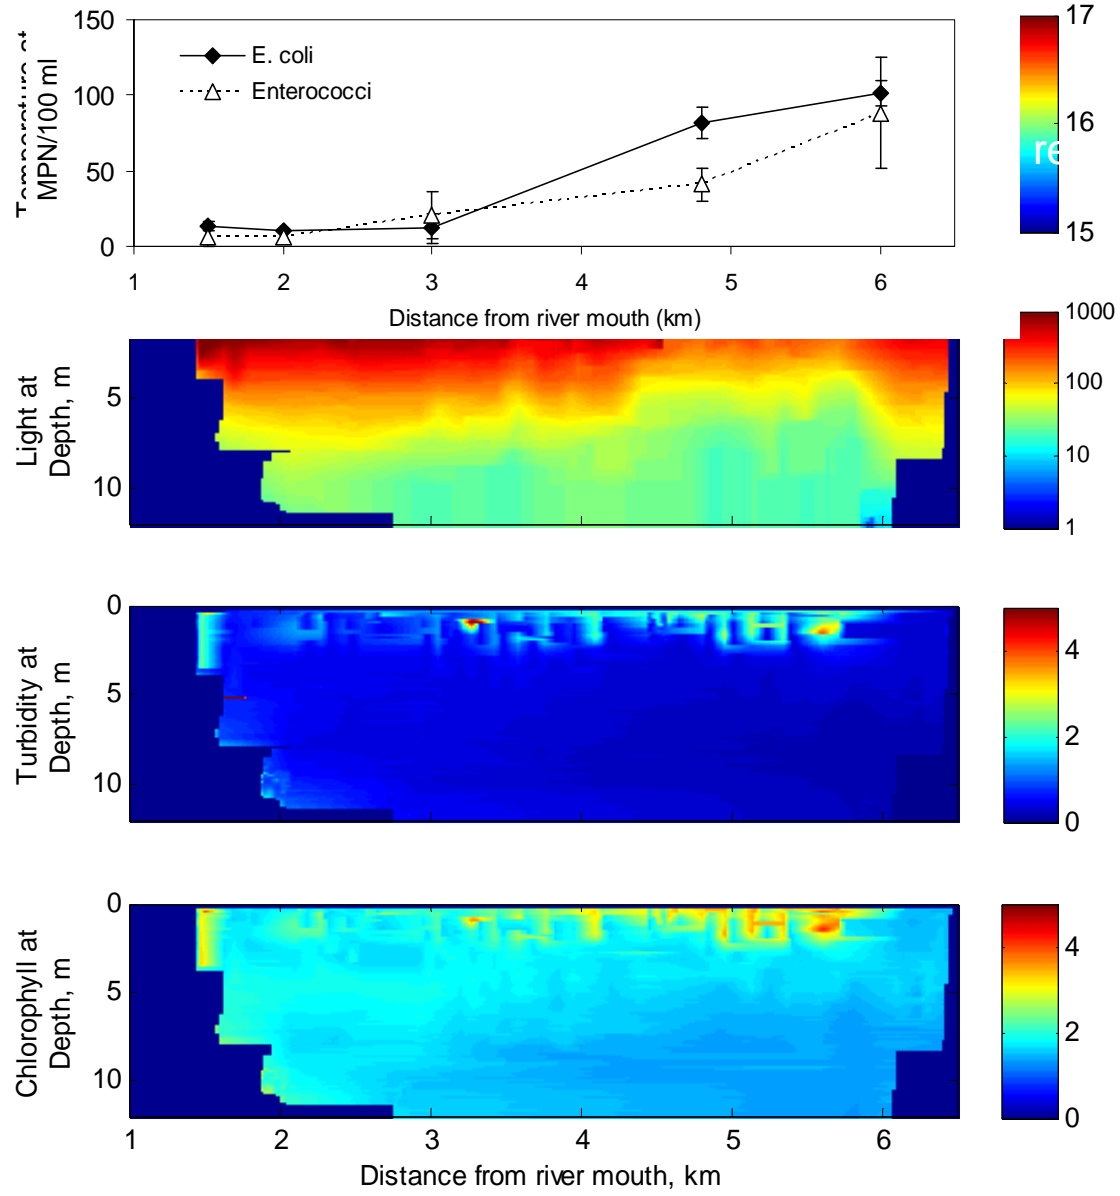 150
100
50
0
MPN/100 ml
E. coli
Enterococci
1 2 3 4 5 6
Distance from river mouth (km)
17
16
re
15
Light at
Depth, m
5
10
1000
100
10
1
Turbidity at
Depth, m
0
5
10
4
2
0
Chlorophyll at
Depth, m
0
5
10
4
2
0
1 2 3 4 5 6
Distance from river mouth, km